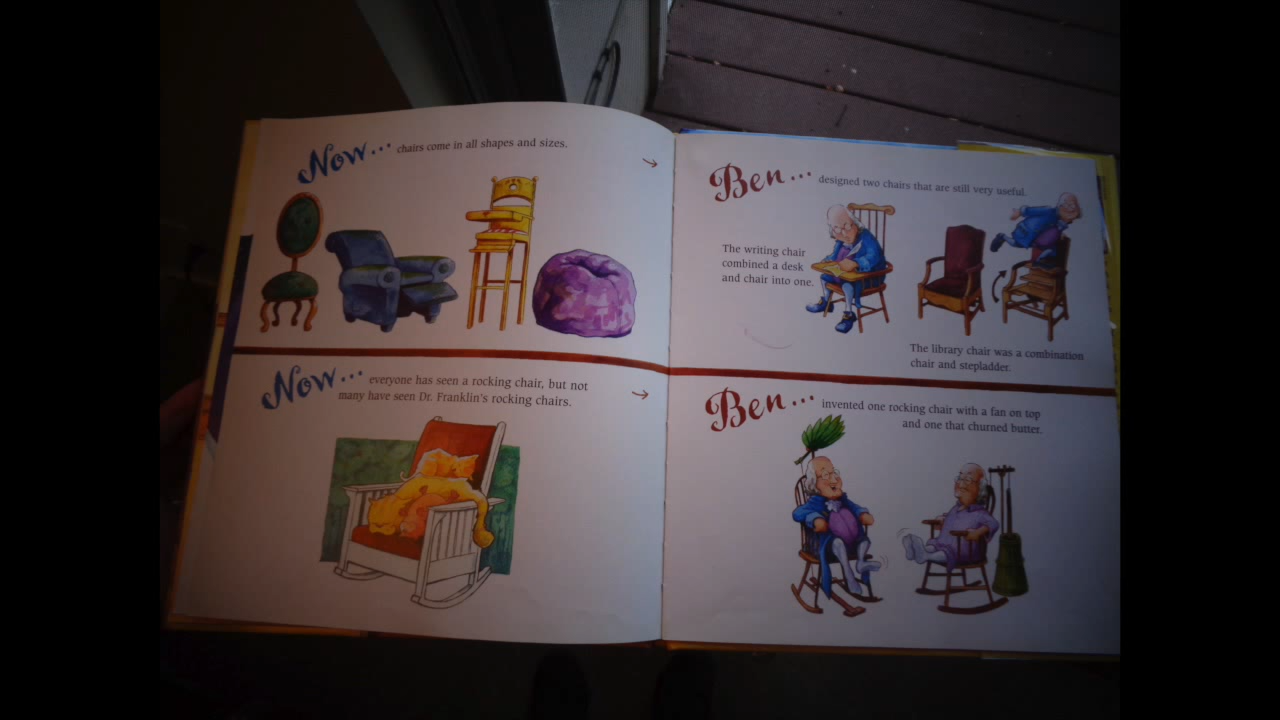 Now... chairs come in all shapes and sizes.
Ben... designed two chairs that are still very useful.
The writing chair
combined a desk
and chair into one.
The library chair was a combination
chair and stepladder.
Now... everyone has seen a rocking chair, but not
many have seen Dr. Franklin's rocking chairs.
Ben... invented one rocking chair with a fan on top
and one that churned butter.